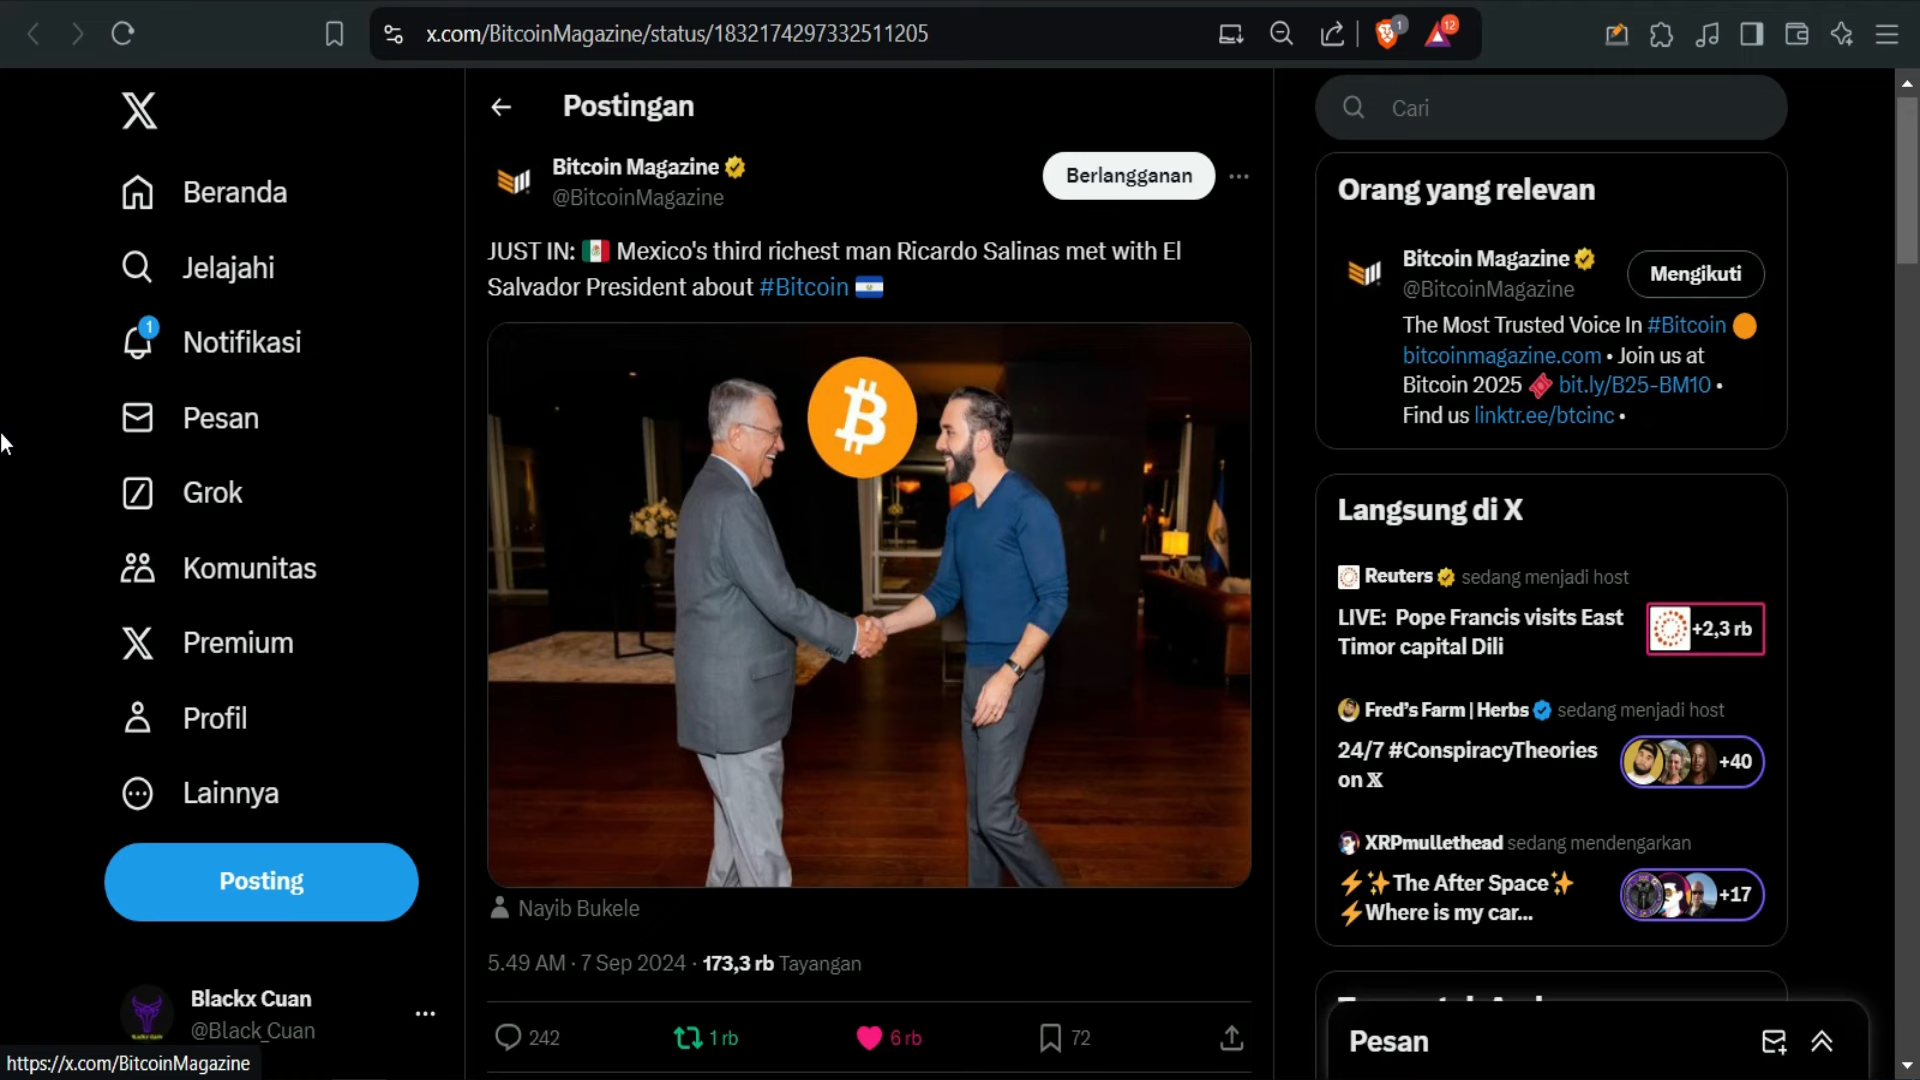 x.com/BitcoinMagazine/status/1832174297332511205
1
12
Beranda
Jelajahi
1
Notifikasi
Pesan
Grok
Komunitas
Premium
Profil
Lainnya
Posting
Blackx Cuan
@Black_Cuan
https://x.com/BitcoinMagazine
Postingan
Bitcoin Magazine
@BitcoinMagazine
Berlangganan
JUST IN: 🇲🇽 Mexico's third richest man Ricardo Salinas met with El
Salvador President about #Bitcoin 🇸🇻
Nayib Bukele
5.49 AM · 7 Sep 2024 · 173,3 rb Tayangan
242
1 rb
6 rb
72
Cari
Orang yang relevan
Bitcoin Magazine
@BitcoinMagazine
Mengikuti
The Most Trusted Voice In #Bitcoin 🟠
bitcoinmagazine.com • Join us at
Bitcoin 2025 🎟️ bit.ly/B25-BM10 •
Find us linktr.ee/btcinc •
Langsung di X
Reuters sedang menjadi host
LIVE: Pope Francis visits East
Timor capital Dili
+2,3 rb
Fred's Farm | Herbs sedang menjadi host
24/7 #ConspiracyTheories
on 𝕏
+40
XRPmullethead sedang mendengarkan
⚡✨The After Space✨
⚡Where is my car...
+17
Pesan